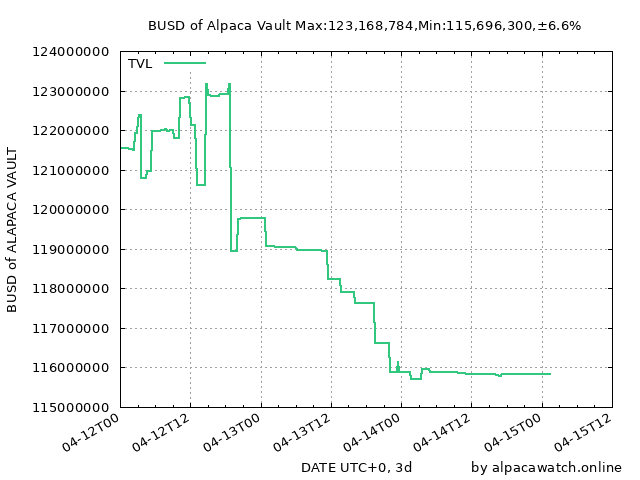 BUSD of Alpaca Vault Max:123,168,784,Min:115,696,300,±6.6%
124000000
TVL
123000000
122000000
121000000
120000000
119000000
118000000
117000000
116000000
115000000
BUSD of ALAPACA VAULT
04-12T00
04-12T12
04-13T00
04-13T12
04-14T00
04-14T12
04-15T00
04-15T12
DATE UTC+0, 3d
by alpacawatch.online